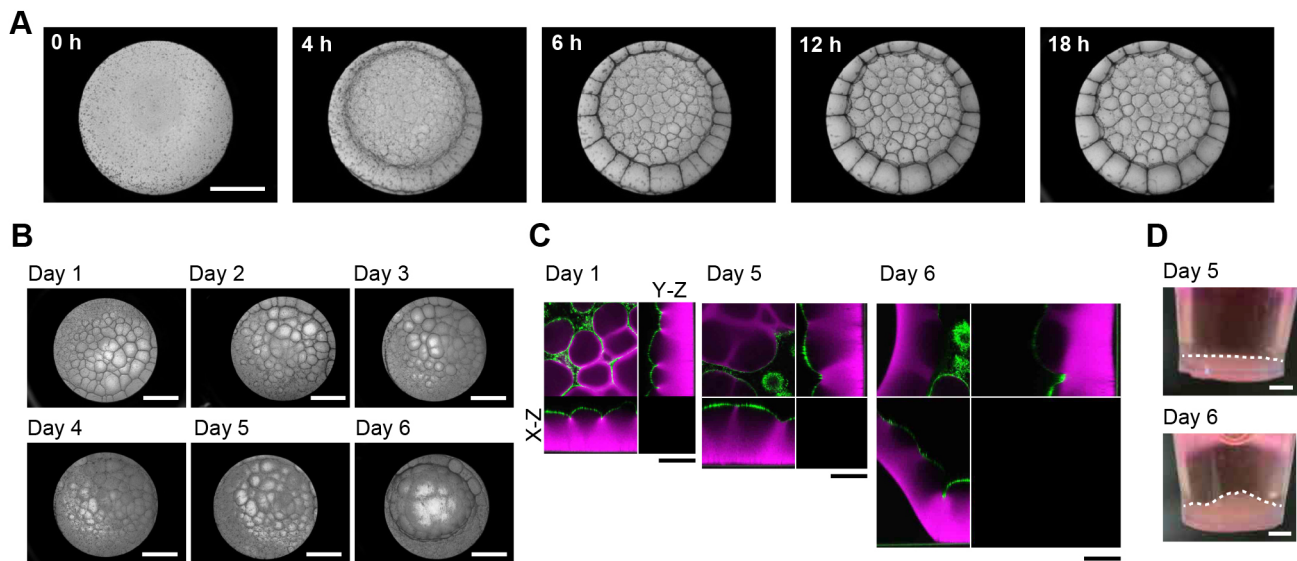 A
0 h
4 h
6 h
12 h
18 h
B
Day 1
Day 2
Day 3
Day 4
Day 5
Day 6
C
Day 1
Y-Z
X-Z
Day 5
Day 6
D
Day 5
Day 6